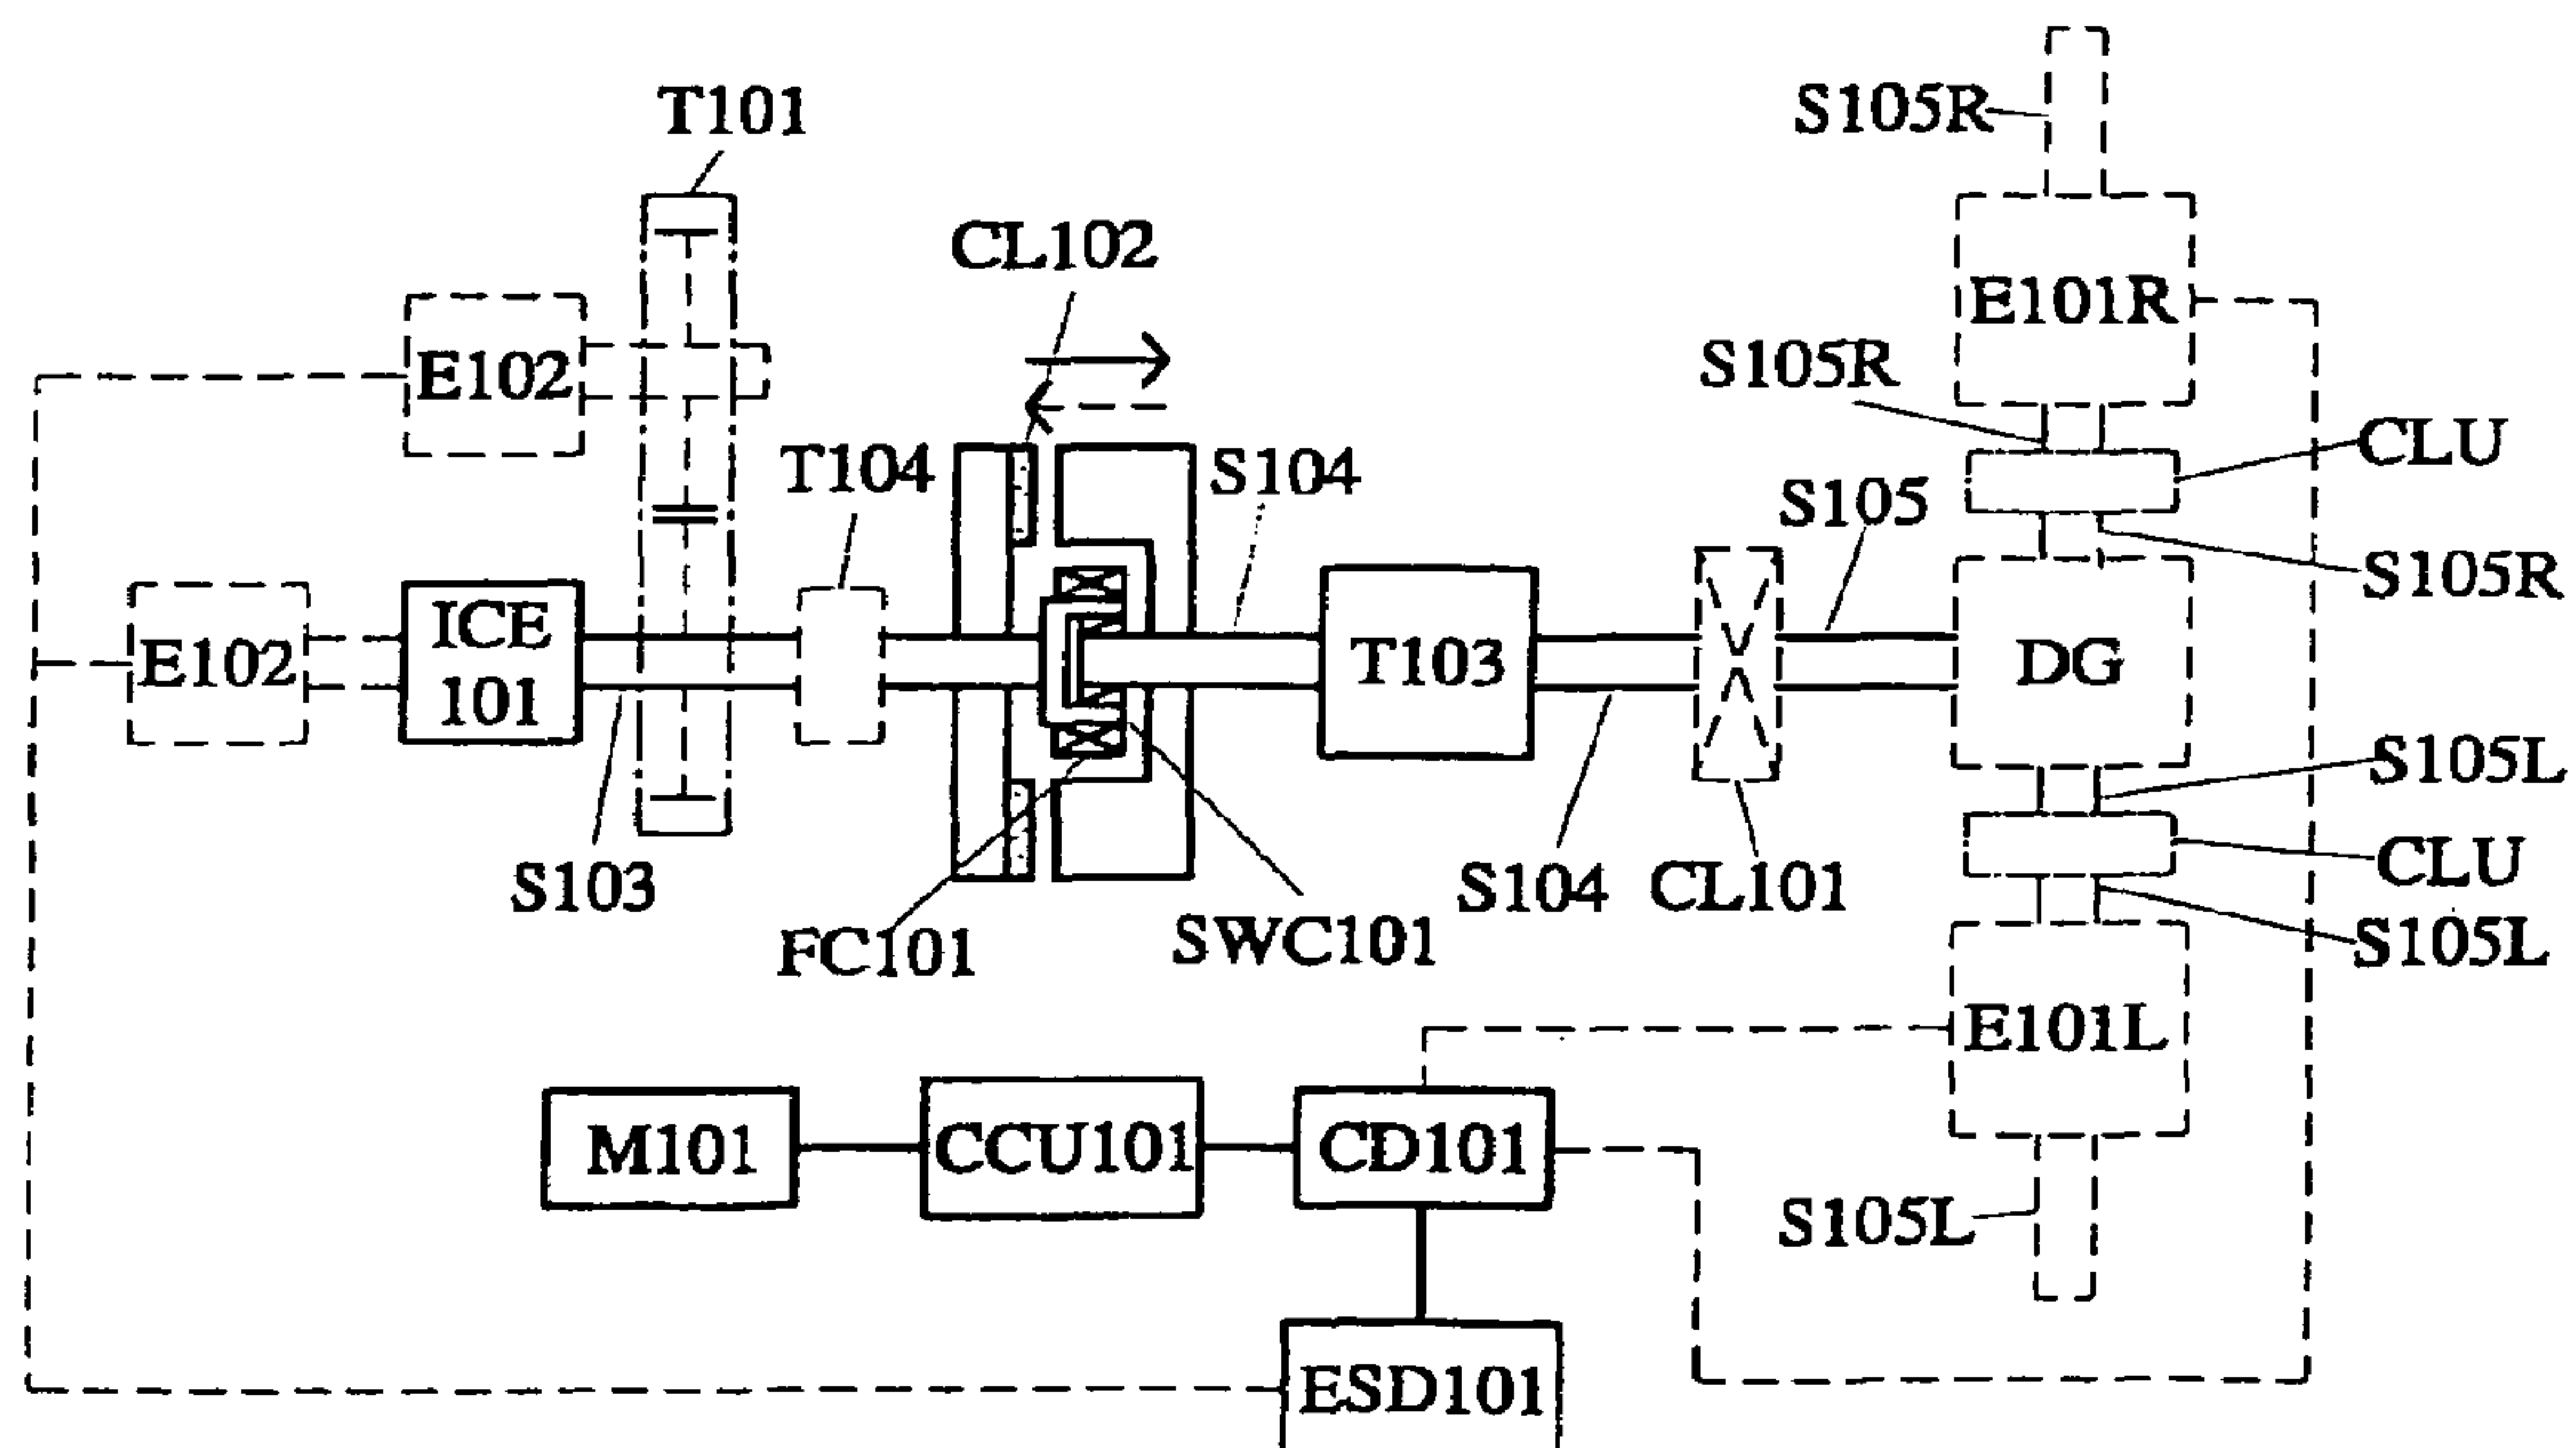 T101
S105R
CL102
E101R
E102
S105R
CLU
T104
S104
S105
S105R
ICE
101
E102
T103
DG
S105L
S103
S104
CL101
CLU
FC101
SWC101
S105L
E101L
M101
CCU101
CD101
S105L
ESD101